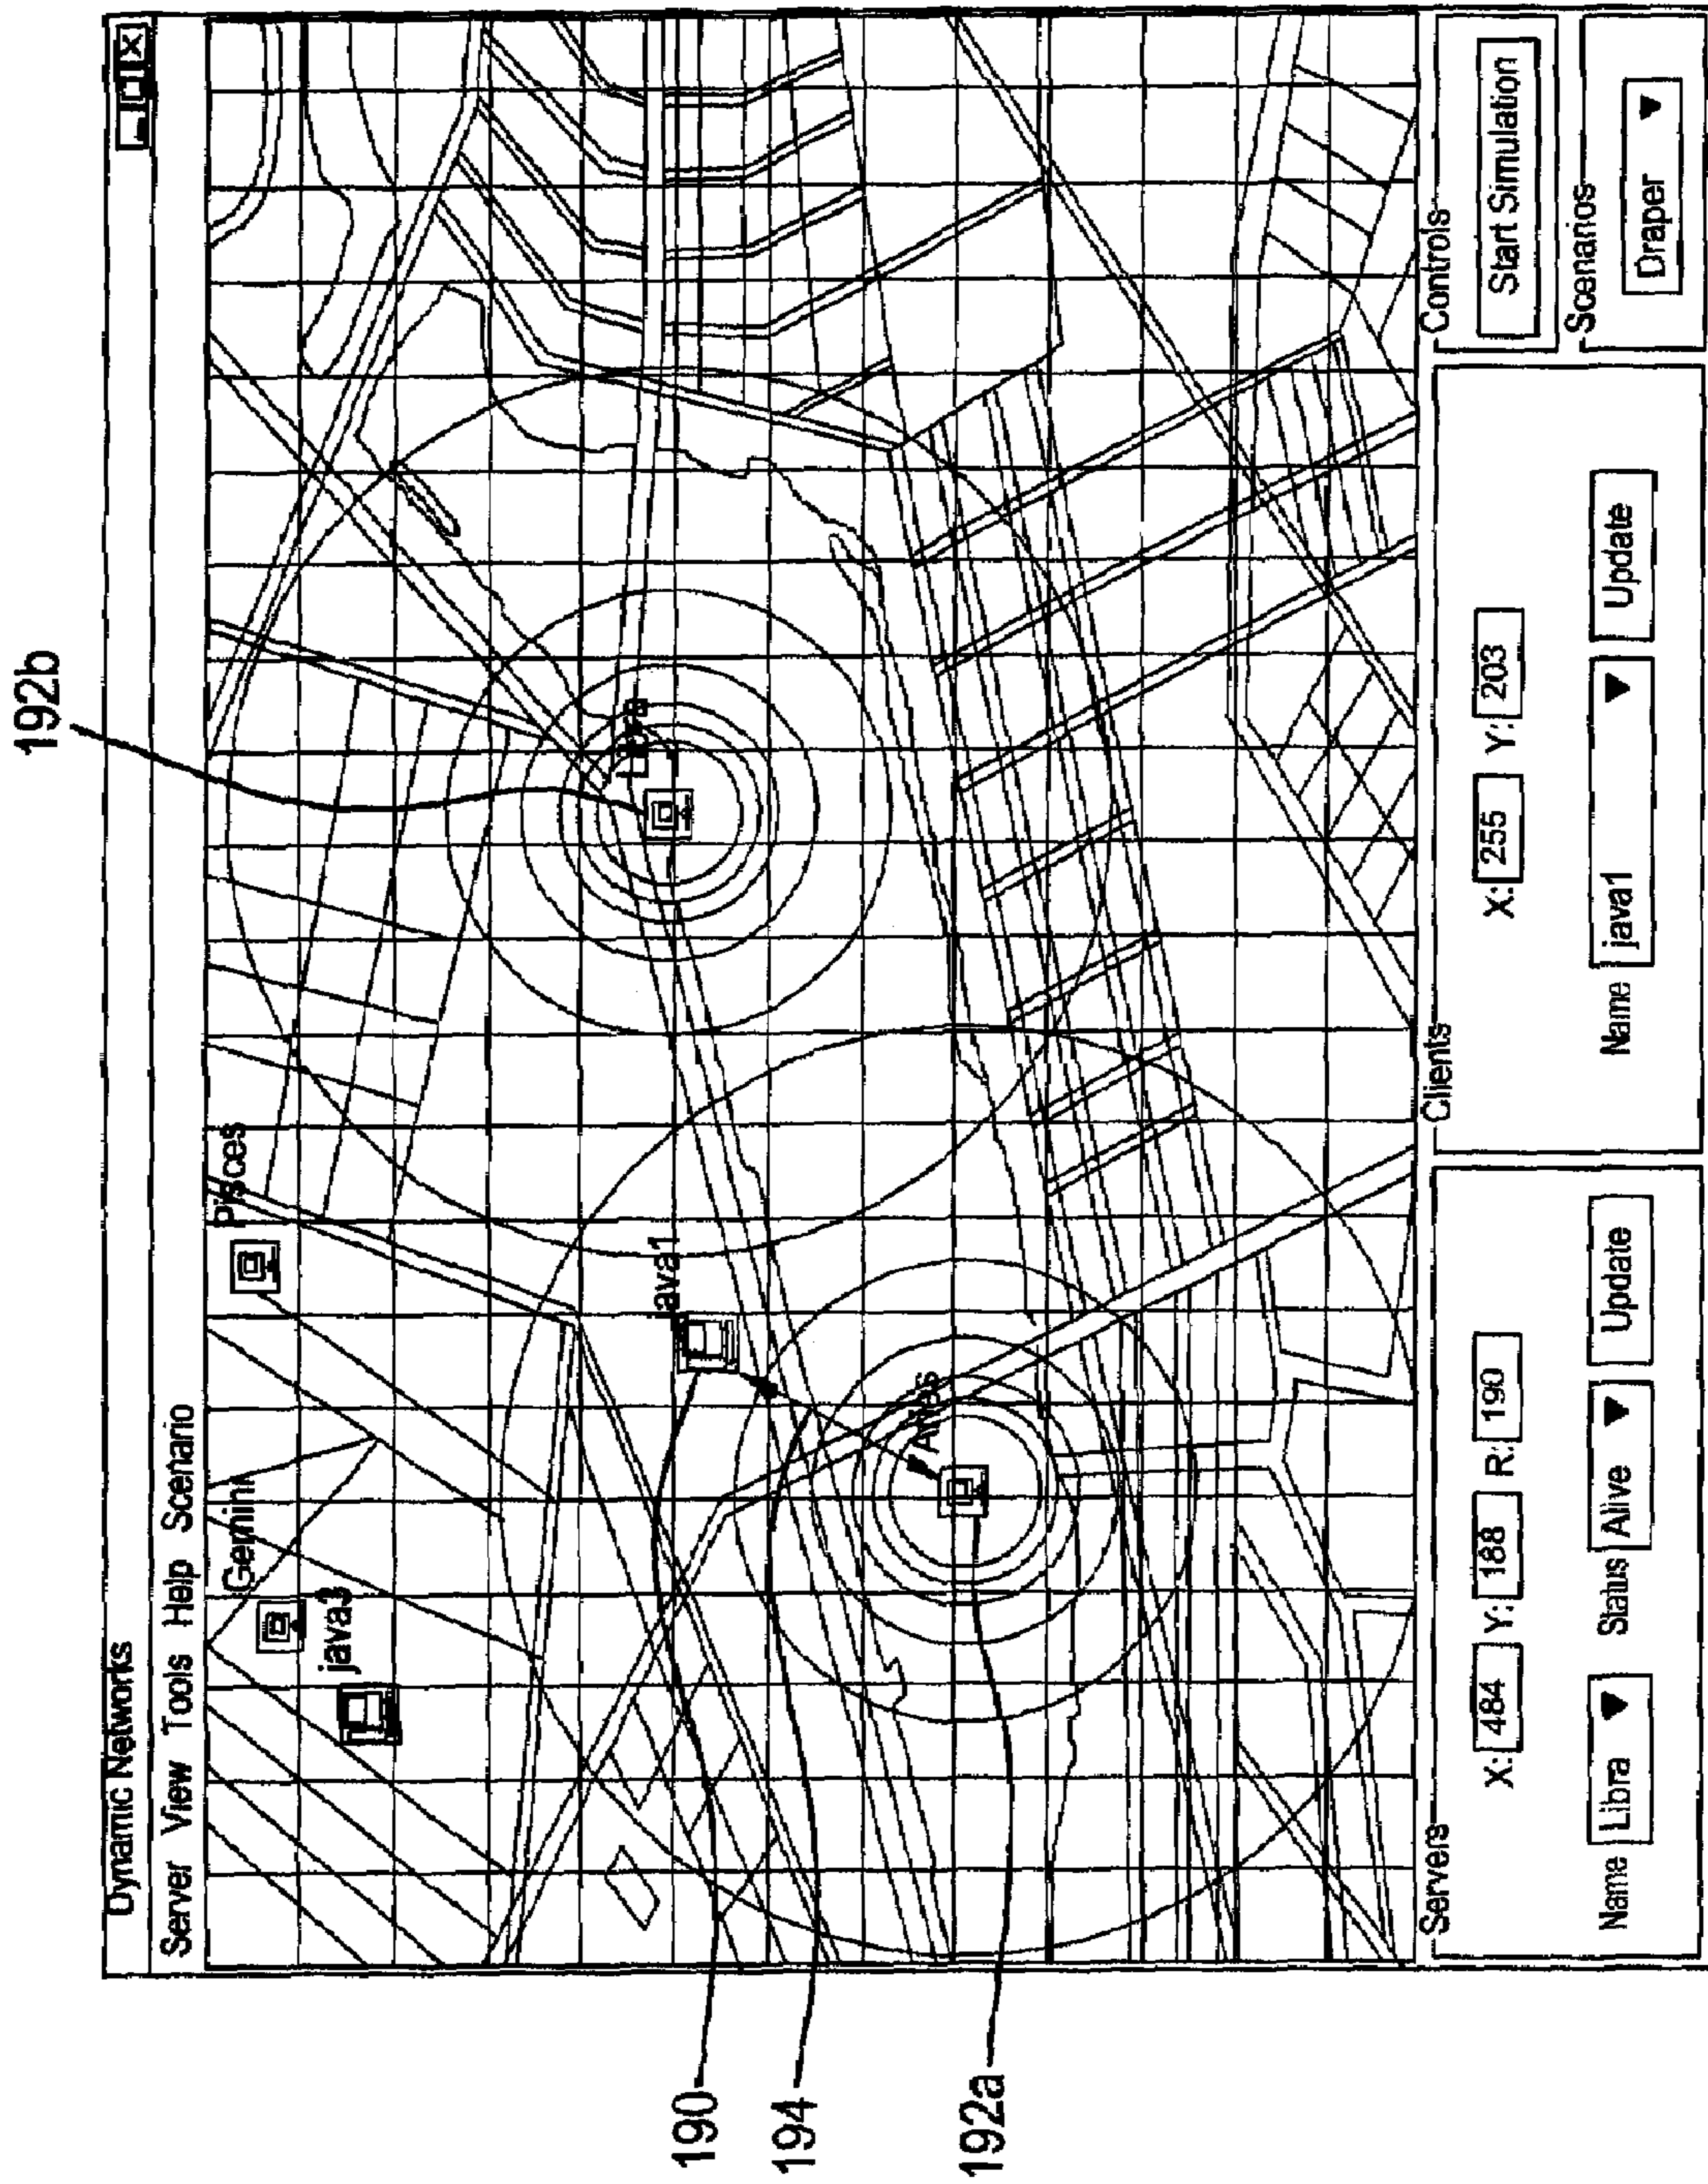 192b
Dynamic Networks
Server View Tools Help Scenario
Gemini
Pisces
java3
Libra
java1
Aries
190
194
192a
Servers
X: 484 Y: 188 R: 190
Name Libra Status Alive Update
Clients
X: 255 Y: 203
Name java1 Update
Controls
Start Simulation
Scenarios
Draper